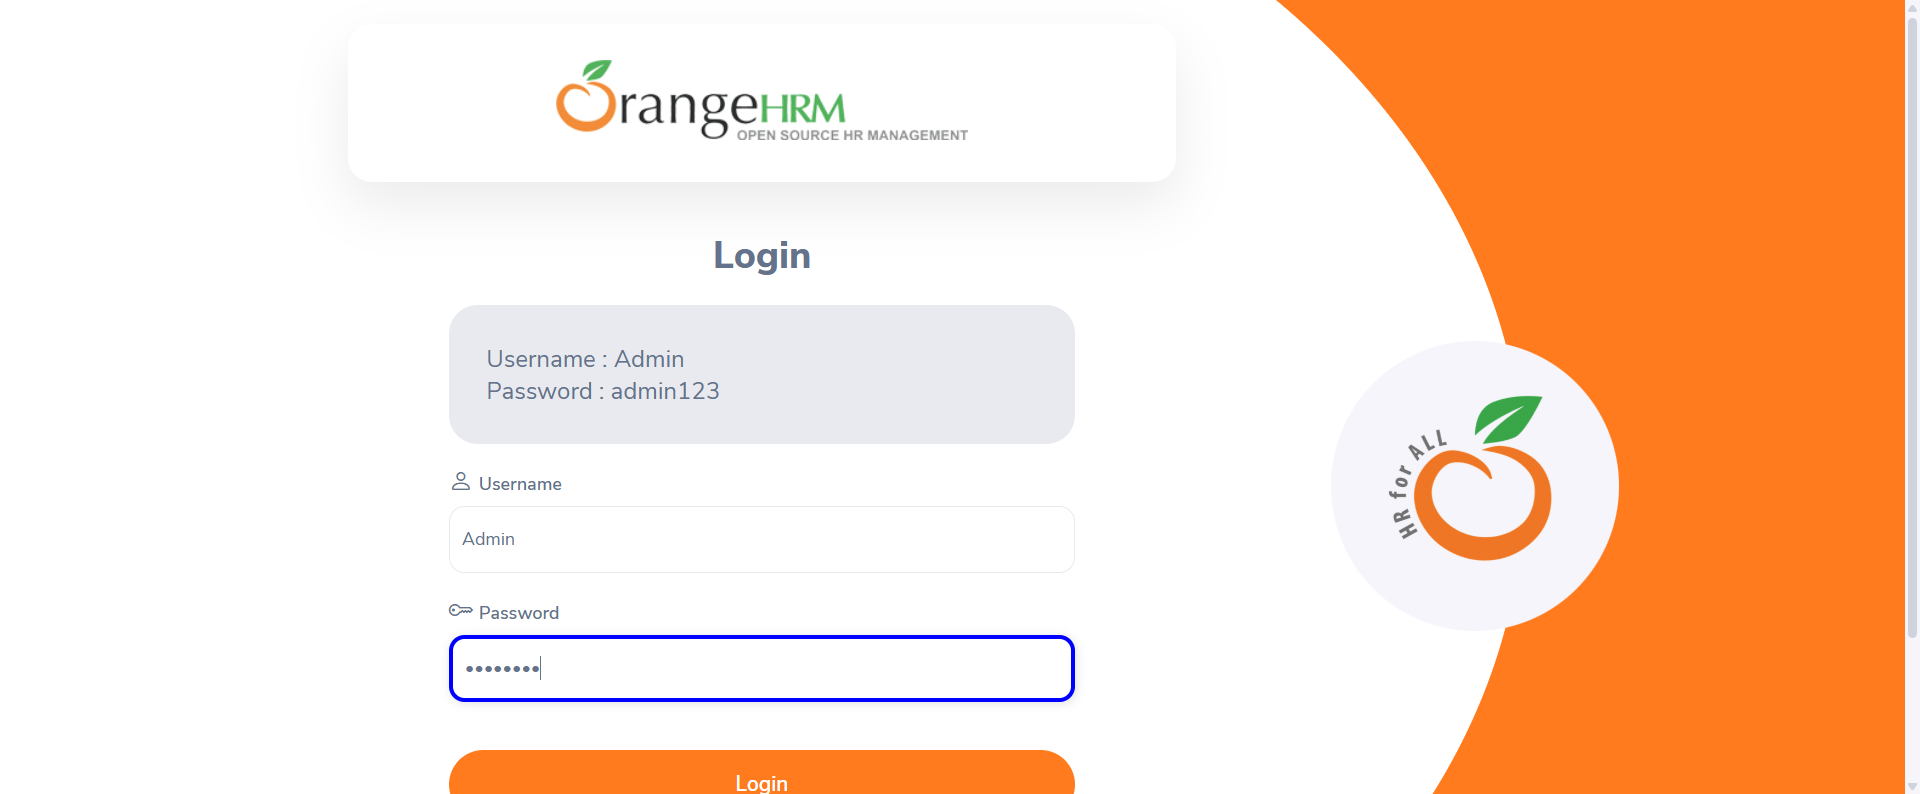 OrangeHRM
OPEN SOURCE HR MANAGEMENT
Login
Username : Admin
Password : admin123
Username
Admin
Password
••••••••
Login
HR for ALL